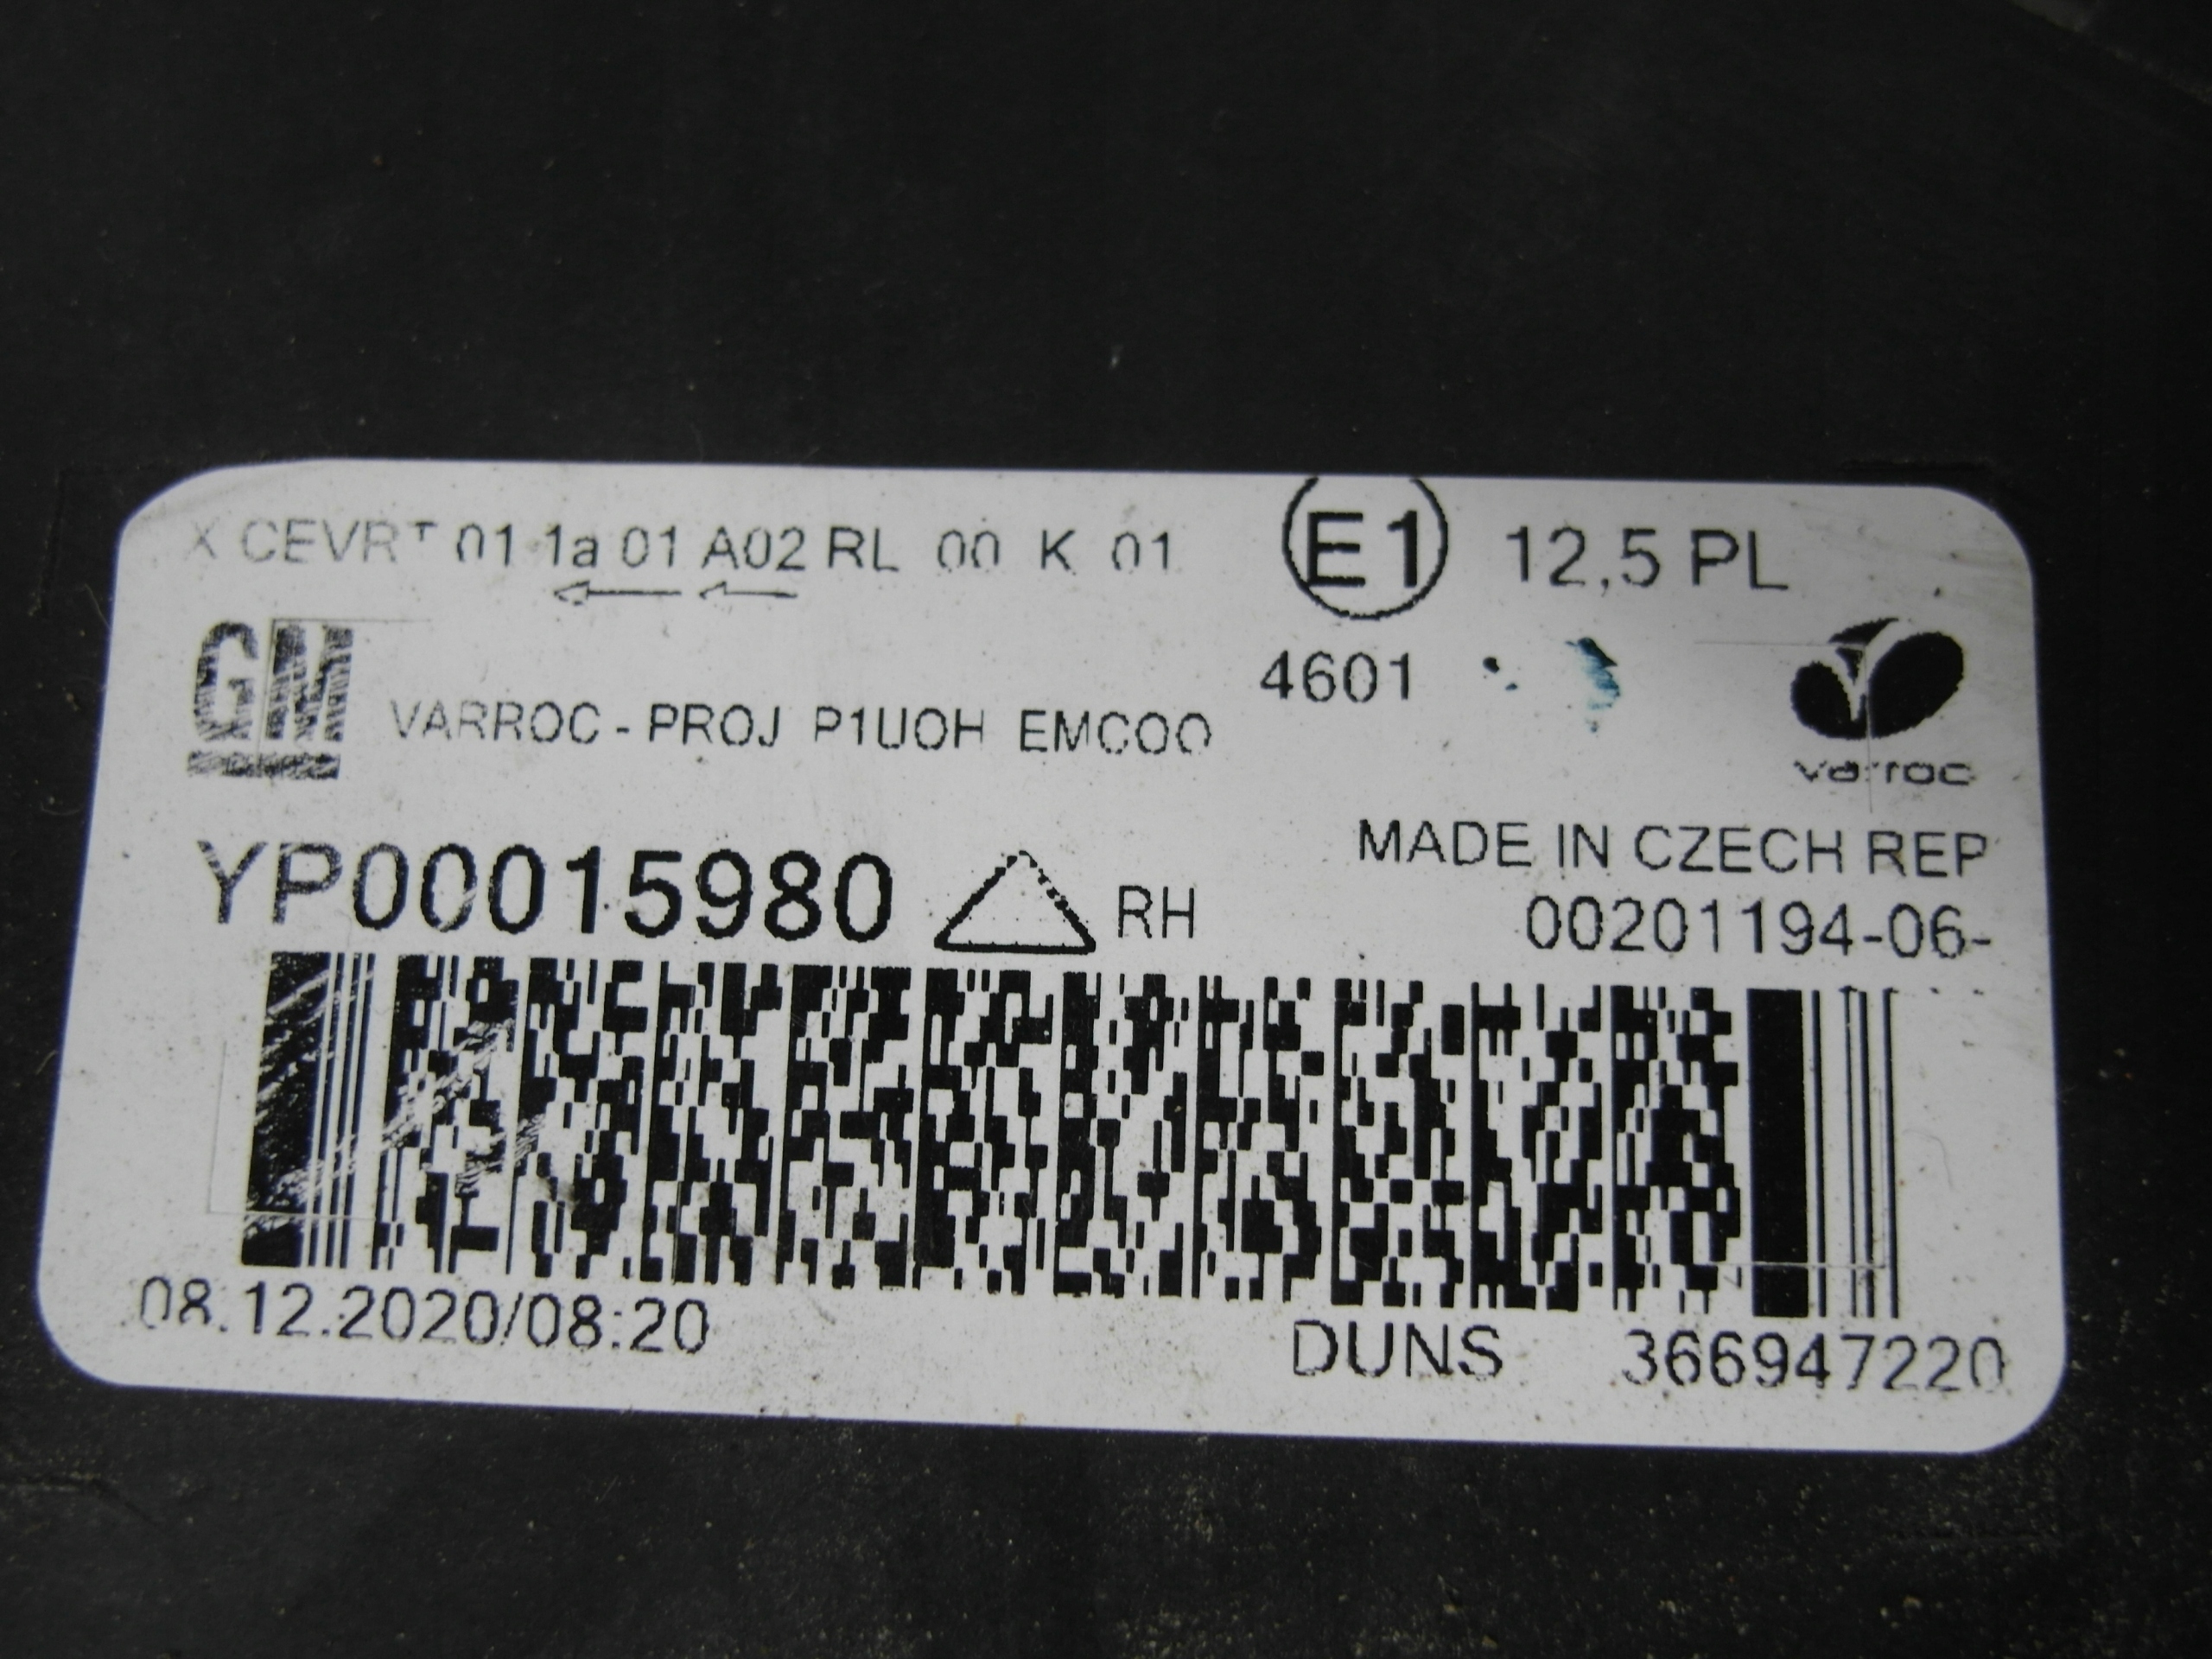 X CEVRT 01 1a 01 A02 RL 00 K 01 E1 12,5 PL
4601
GM
VARROC - PROJ P1UOH EMC00
varroc
YP00015980 RH
MADE IN CZECH REP
00201194-06-
08.12.2020/08:20
DUNS 366947220